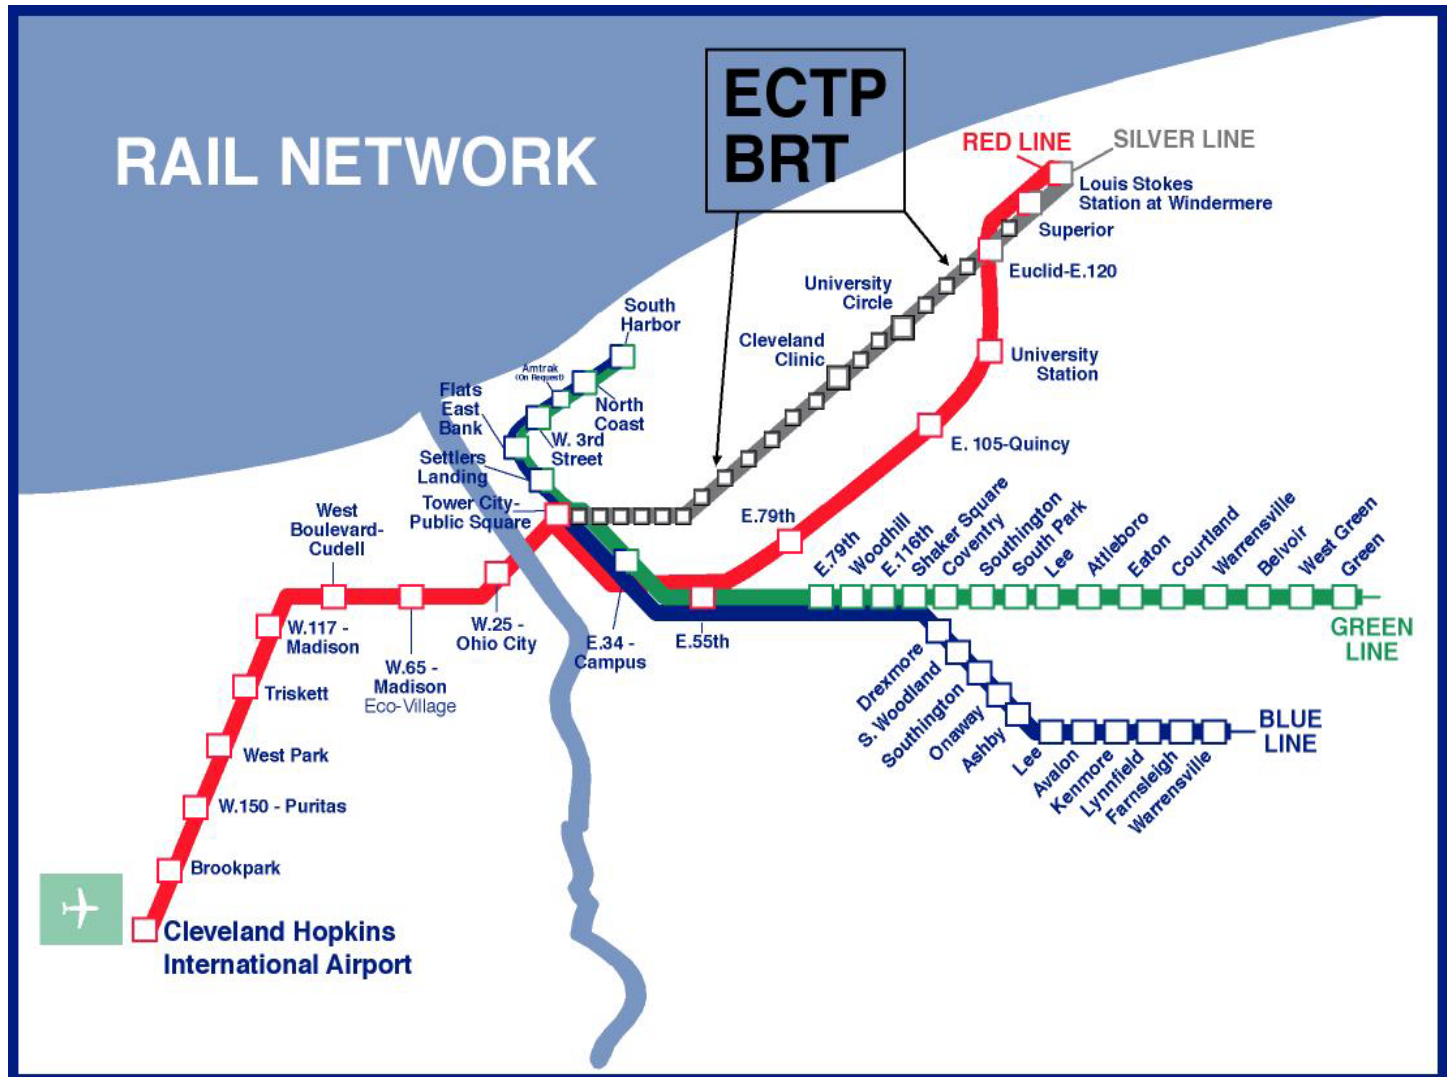 RAIL NETWORK
ECTP
BRT
RED LINE
SILVER LINE
Louis Stokes
Station at Windermere
Superior
Euclid-E.120
University
Circle
Cleveland
Clinic
University
Station
E. 105-Quincy
South
Harbor
Amtrak
(On Request)
North
Coast
Flats
East
Bank
W. 3rd
Street
Settlers
Landing
Tower City-
Public Square
West
Boulevard-
Cudell
E.79th
E.79th
Woodhill
E.116th
Shaker Square
Coventry
Southington
South Park
Lee
Attleboro
Eaton
Courtland
Warrensville
Belvoir
West Green
Green
GREEN
LINE
W.117 -
Madison
W.65 -
Madison
Eco-Village
W.25 -
Ohio City
E.34 -
Campus
E.55th
Triskett
West Park
W.150 - Puritas
Brookpark
Cleveland Hopkins
International Airport
Drexmore
S. Woodland
Southington
Onaway
Ashby
Lee
Avalon
Kenmore
Lynnfield
Farnsleigh
Warrensville
BLUE
LINE